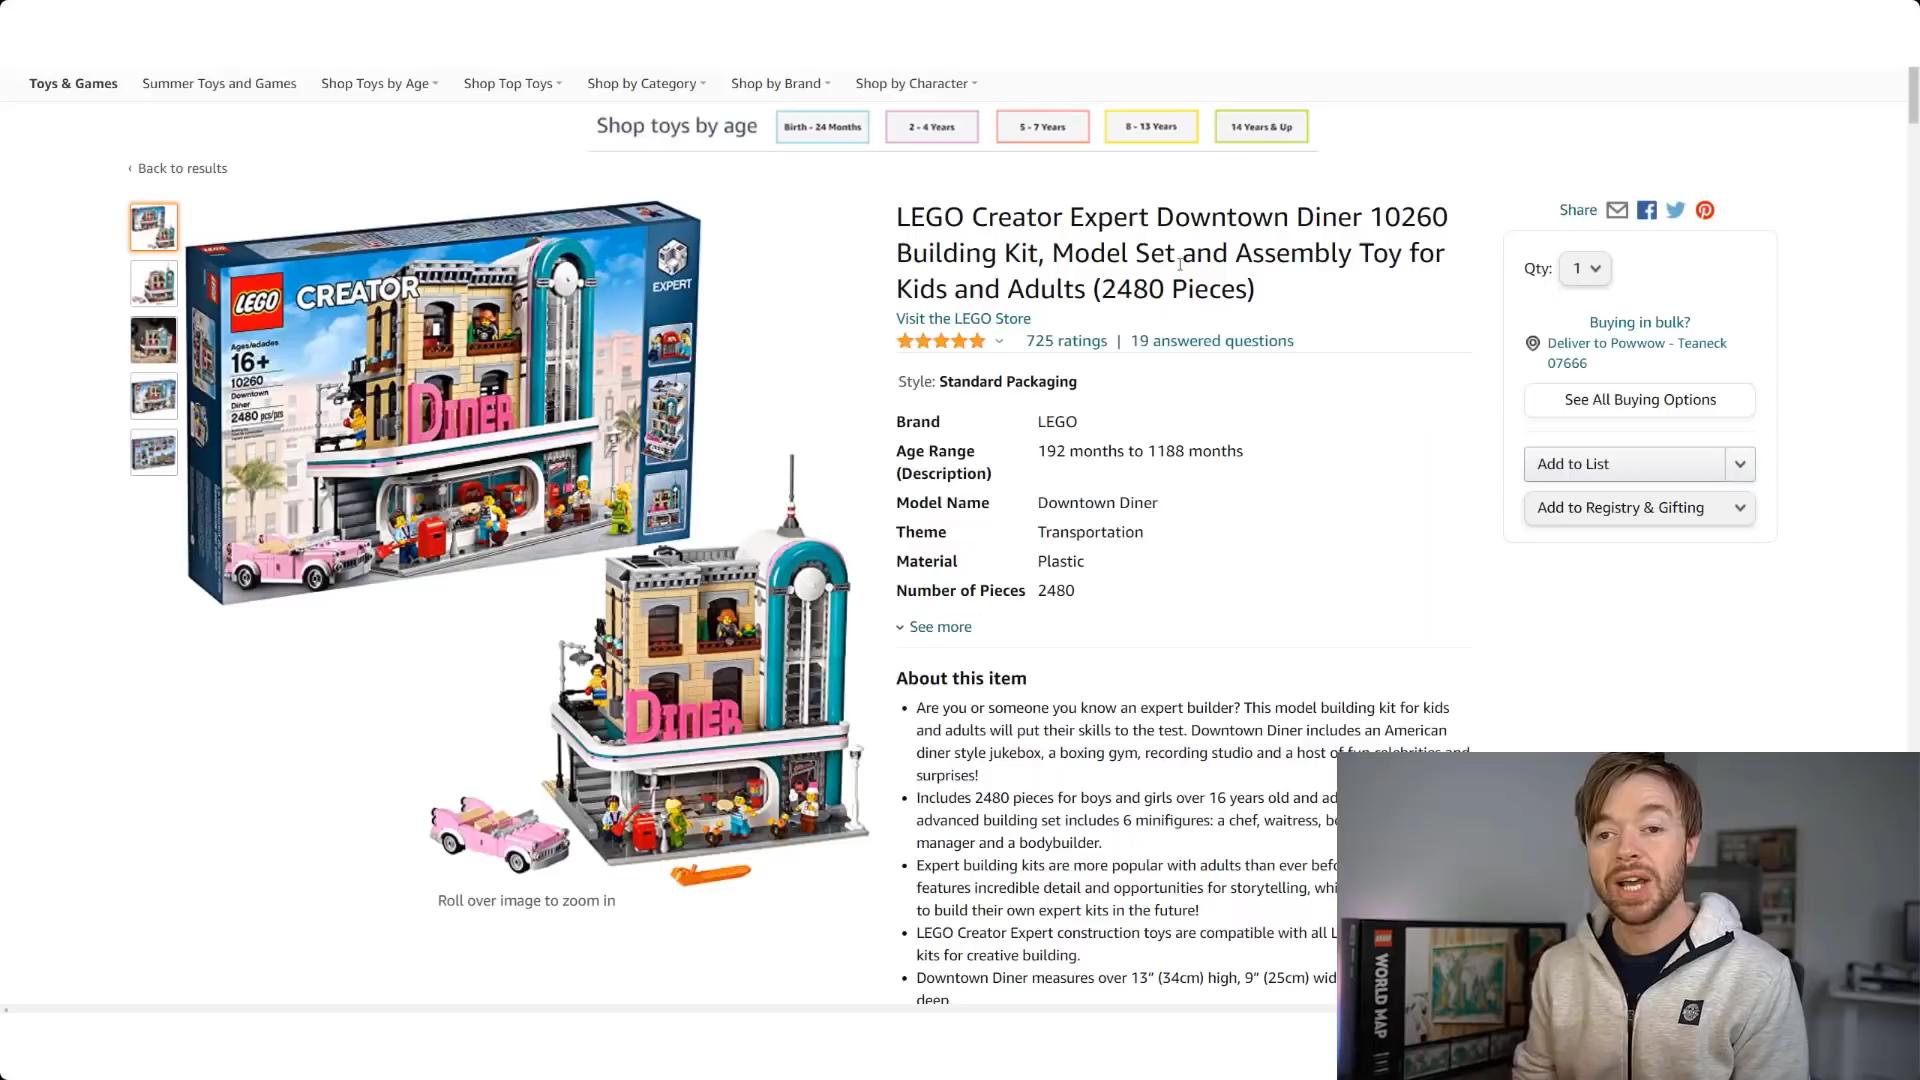 Toys & Games Summer Toys and Games Shop Toys by Age Shop Top Toys Shop by Category Shop by Brand Shop by Character
Shop toys by age Birth - 24 Months 2 - 4 Years 5 - 7 Years 8 - 13 Years 14 Years & Up
‹ Back to results
LEGO
CREATOR
EXPERT
Ages/edades
16+
10260
Downtown
Diner
2480 pcs/pzs
DINER
DINER
Roll over image to zoom in
LEGO Creator Expert Downtown Diner 10260
Building Kit, Model Set and Assembly Toy for
Kids and Adults (2480 Pieces)
Visit the LEGO Store
725 ratings | 19 answered questions
Style: Standard Packaging
Brand LEGO
Age Range 192 months to 1188 months
(Description)
Model Name Downtown Diner
Theme Transportation
Material Plastic
Number of Pieces 2480
See more
About this item
• Are you or someone you know an expert builder? This model building kit for kids
and adults will put their skills to the test. Downtown Diner includes an American
diner style jukebox, a boxing gym, recording studio and a host of fun celebrities and
surprises!
• Includes 2480 pieces for boys and girls over 16 years old and
advanced building set includes 6 minifigures: a chef, waitress,
manager and a bodybuilder.
• Expert building kits are more popular with adults than ever
features incredible detail and opportunities for storytelling,
to build their own expert kits in the future!
• LEGO Creator Expert construction toys are compatible with all
kits for creative building.
• Downtown Diner measures over 13” (34cm) high, 9” (25cm)
deep
Share
Qty: 1
Buying in bulk?
Deliver to Powwow - Teaneck
07666
See All Buying Options
Add to List
Add to Registry & Gifting
LEGO
WORLD MAP